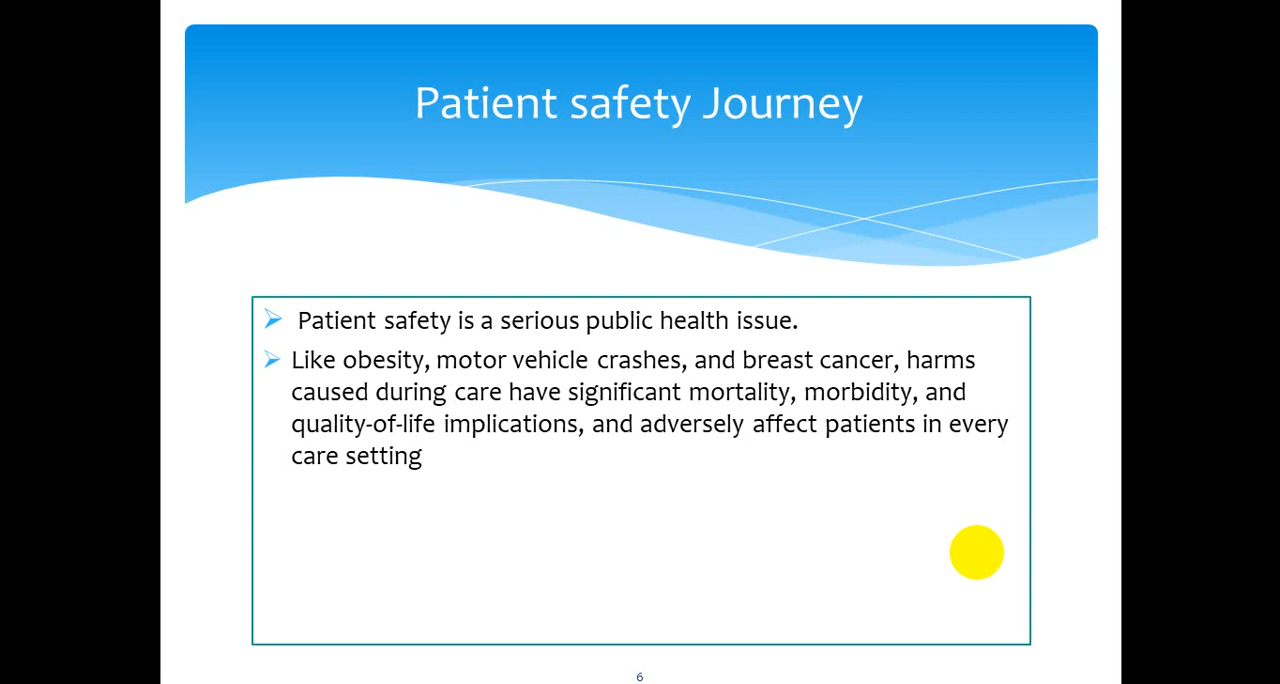 Patient safety Journey
Patient safety is a serious public health issue.
Like obesity, motor vehicle crashes, and breast cancer, harms
caused during care have significant mortality, morbidity, and
quality-of-life implications, and adversely affect patients in every
care setting
6